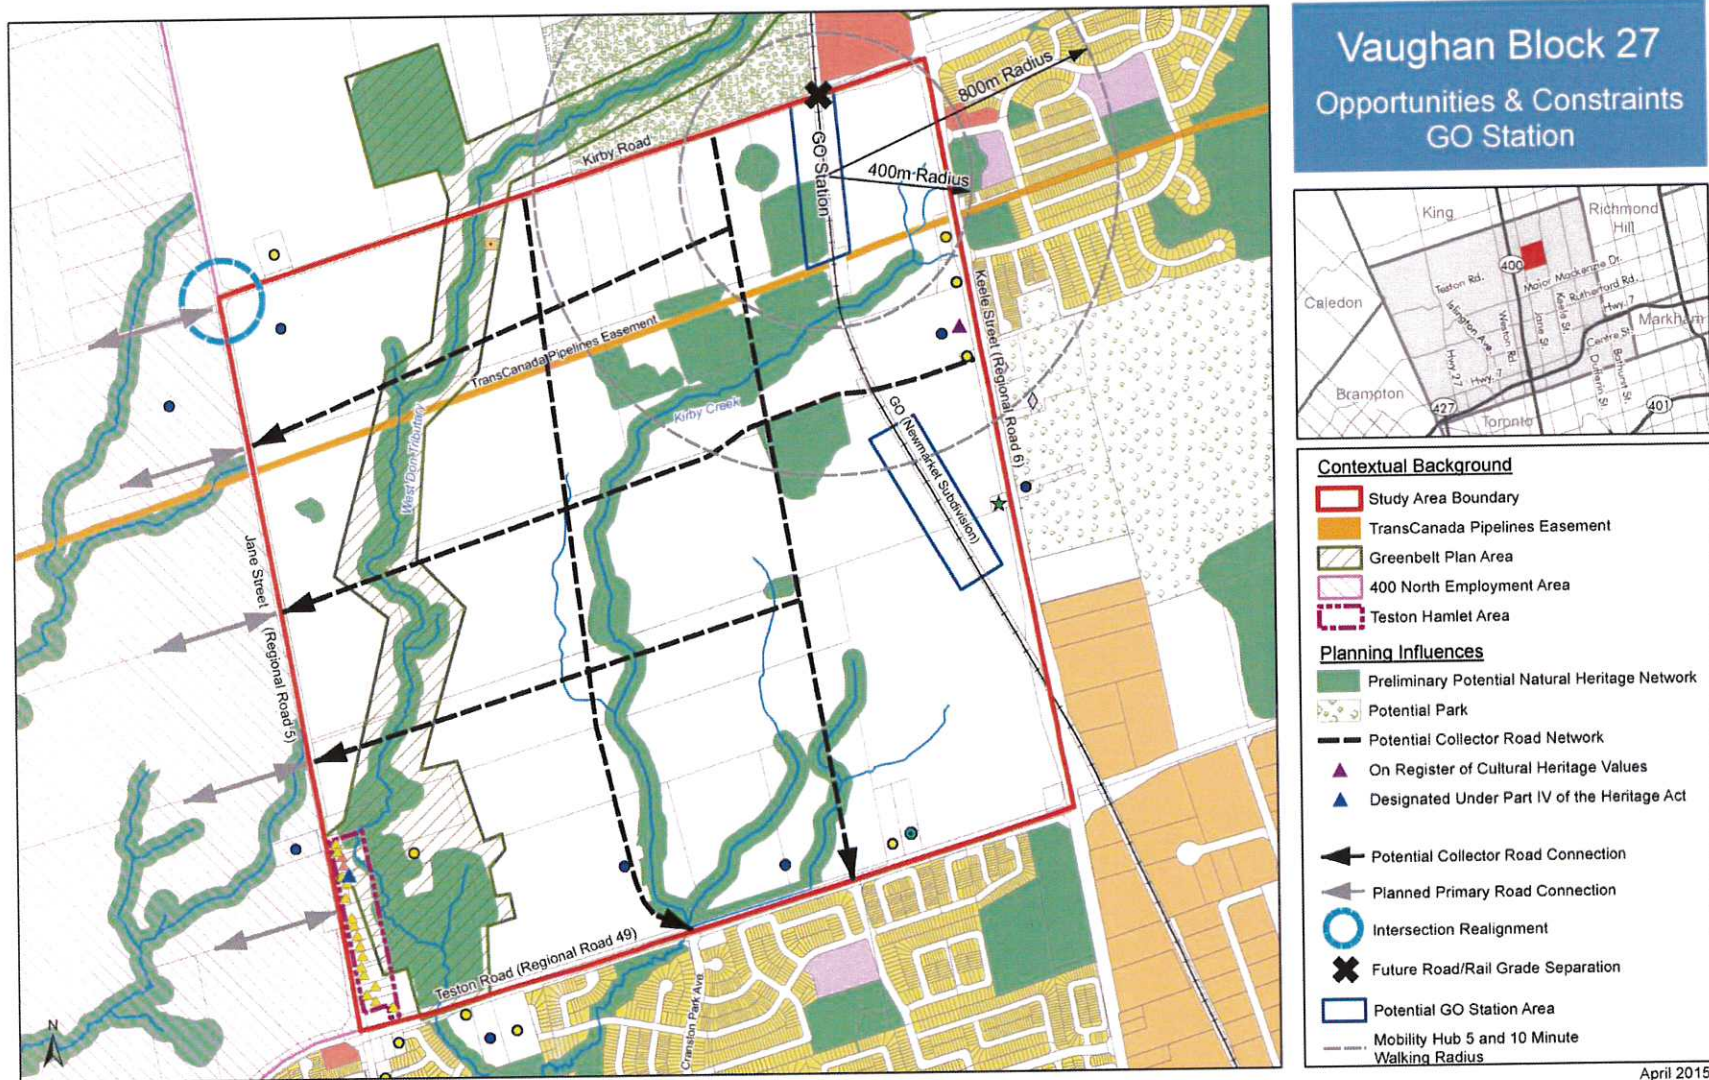 Vaughan Block 27
Opportunities & Constraints
GO Station
King
Richmond
Hill
400
Teston Rd.
Major Mackenzie Dr.
Rutherford Rd.
Islington Ave.
Weston Rd.
Jane St.
Keele St.
Hwy. 7
Caledon
Markham
Centre St.
Hwy. 27
Hwy. 7
Dufferin St.
Bathurst St.
Brampton
427
Toronto
401
Contextual Background
Study Area Boundary
TransCanada Pipelines Easement
Greenbelt Plan Area
400 North Employment Area
Teston Hamlet Area
Planning Influences
Preliminary Potential Natural Heritage Network
Potential Park
Potential Collector Road Network
On Register of Cultural Heritage Values
Designated Under Part IV of the Heritage Act
Potential Collector Road Connection
Planned Primary Road Connection
Intersection Realignment
Future Road/Rail Grade Separation
Potential GO Station Area
Mobility Hub 5 and 10 Minute
Walking Radius
April 2015
800m Radius
Kirby Road
GO Station
400m Radius
TransCanada Pipelines Easement
Keele Street (Regional Road 6)
West Don Tributary
Kirby Creek
GO (Newmarket Subdivision)
Jane Street (Regional Road 5)
Teston Road (Regional Road 49)
Cranston Park Ave
N